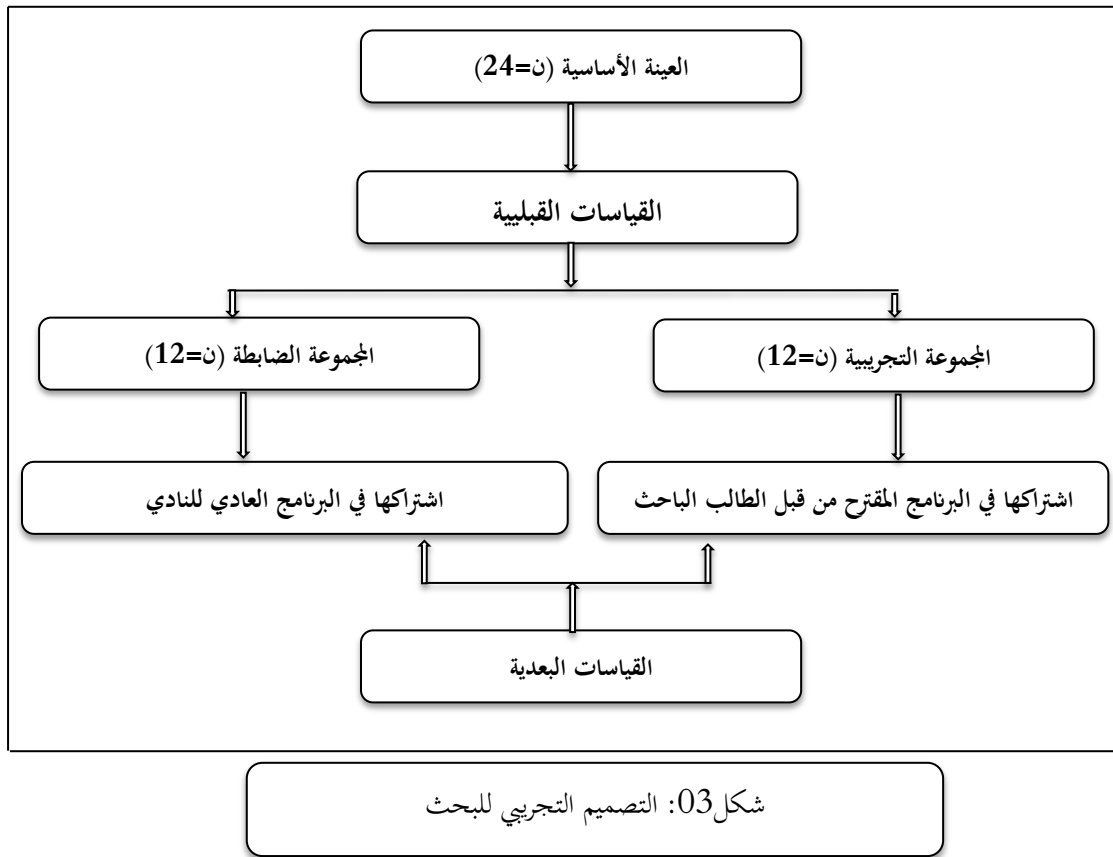 العينة الأساسية (ن=24)
القياسات القبليية
المجموعة التجريبية (ن=12)
المجموعة الضابطة (ن=12)
اشتراكها في البرنامج المقترح من قبل الطالب الباحث
اشتراكها في البرنامج العادي للنادي
القياسات البعدية
شكل03: التصميم التجريبي للبحث